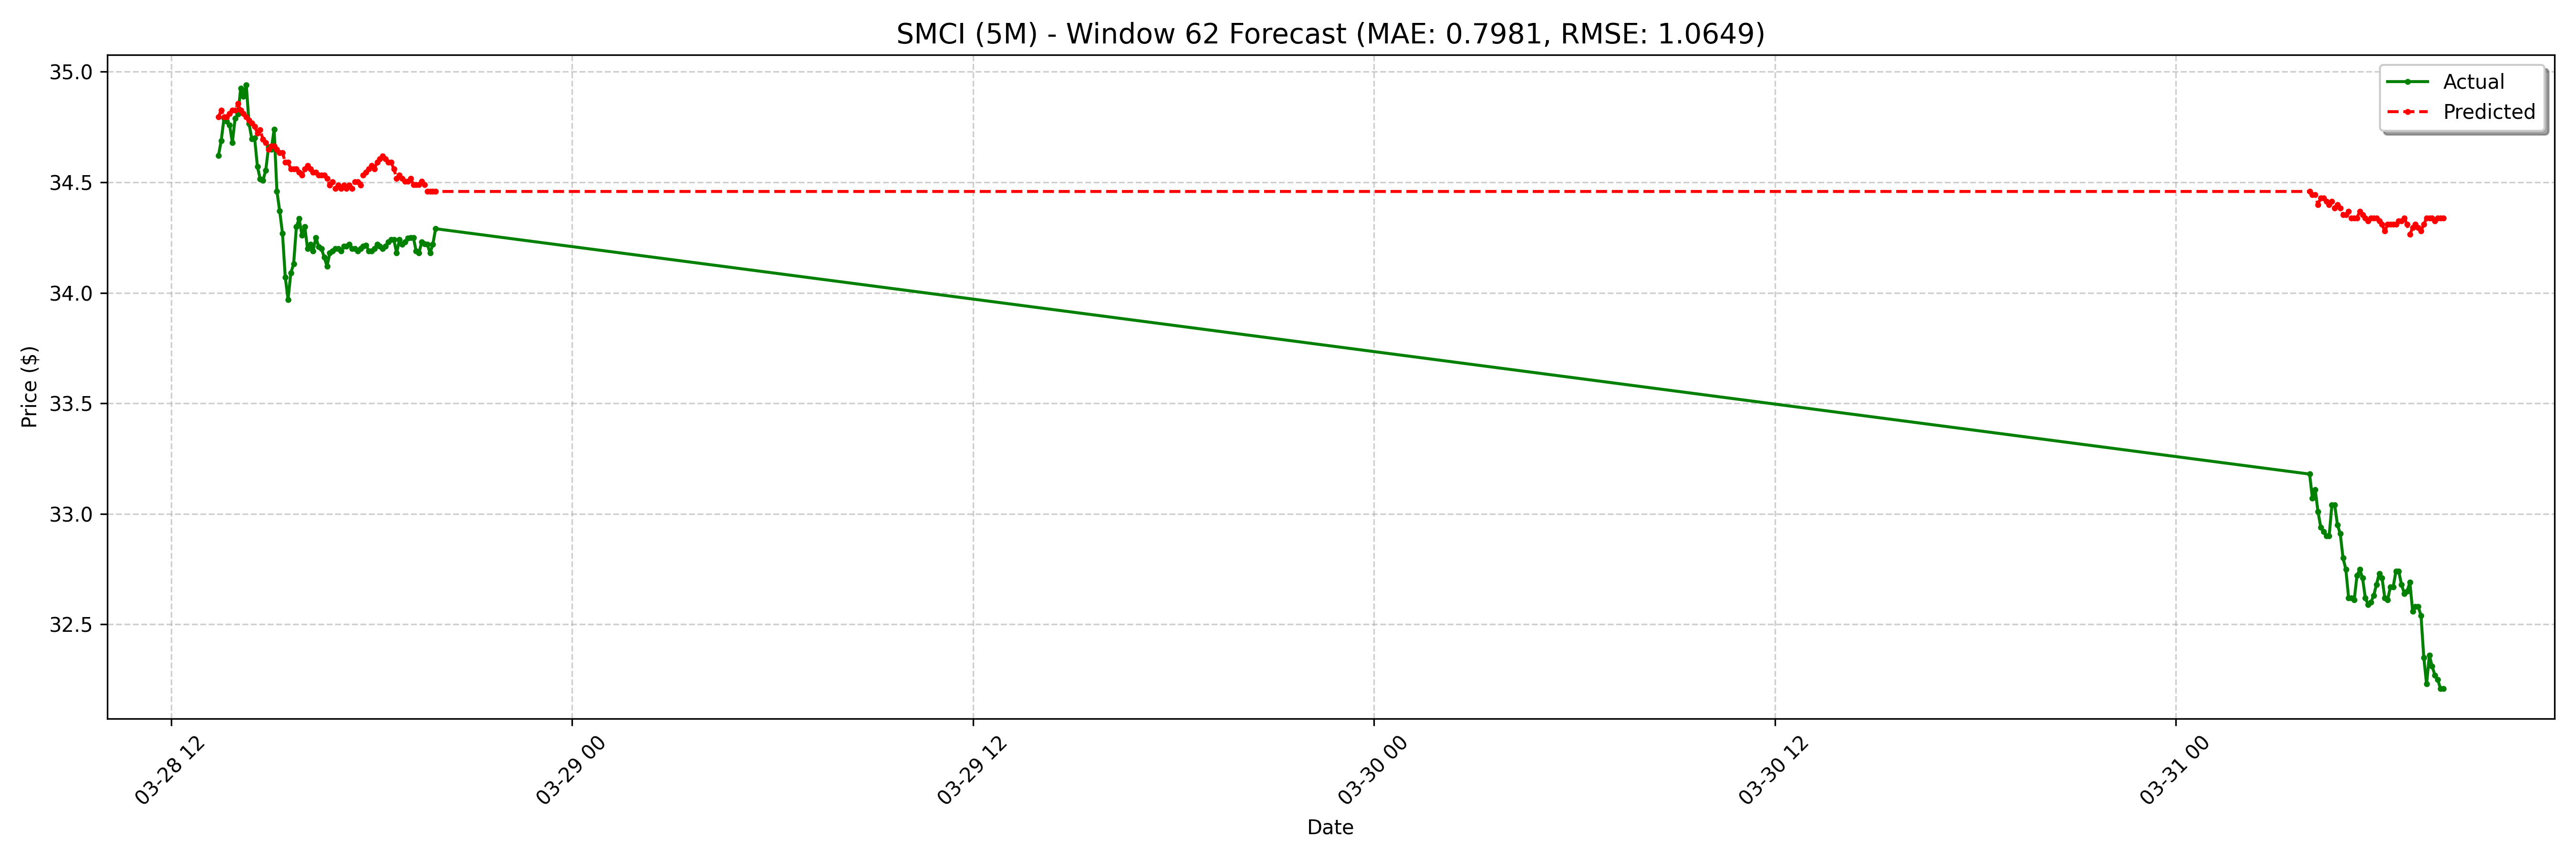 SMCI (5M) - Window 62 Forecast (MAE: 0.7981, RMSE: 1.0649)
Actual
Predicted
Price ($)
35.0
34.5
34.0
33.5
33.0
32.5
03-28 12
03-29 00
03-29 12
03-30 00
03-30 12
03-31 00
Date